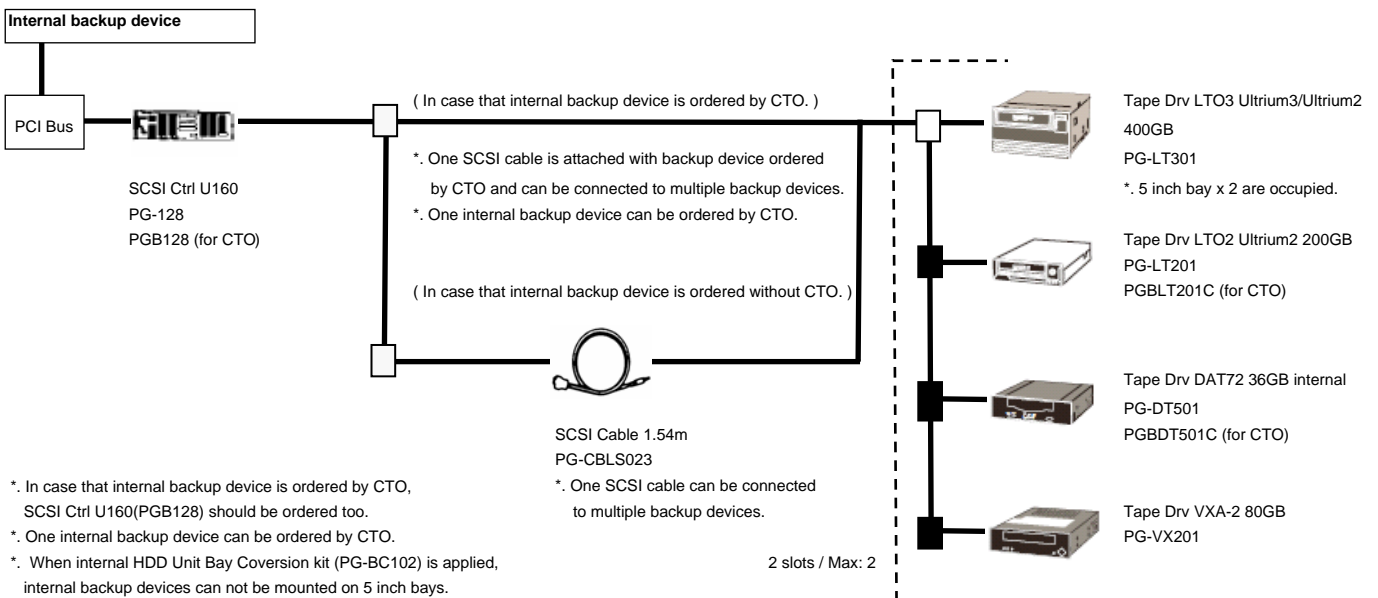 Internal backup device
PCI Bus
SCSI Ctrl U160
PG-128
PGB128 (for CTO)
( In case that internal backup device is ordered by CTO. )
*. One SCSI cable is attached with backup device ordered
by CTO and can be connected to multiple backup devices.
*. One internal backup device can be ordered by CTO.
( In case that internal backup device is ordered without CTO. )
SCSI Cable 1.54m
PG-CBLS023
*. One SCSI cable can be connected
to multiple backup devices.
2 slots / Max: 2
Tape Drv LTO3 Ultrium3/Ultrium2
400GB
PG-LT301
*. 5 inch bay x 2 are occupied.
Tape Drv LTO2 Ultrium2 200GB
PG-LT201
PGBLT201C (for CTO)
Tape Drv DAT72 36GB internal
PG-DT501
PGBDT501C (for CTO)
Tape Drv VXA-2 80GB
PG-VX201
*. In case that internal backup device is ordered by CTO,
SCSI Ctrl U160(PGB128) should be ordered too.
*. One internal backup device can be ordered by CTO.
*. When internal HDD Unit Bay Coversion kit (PG-BC102) is applied,
internal backup devices can not be mounted on 5 inch bays.